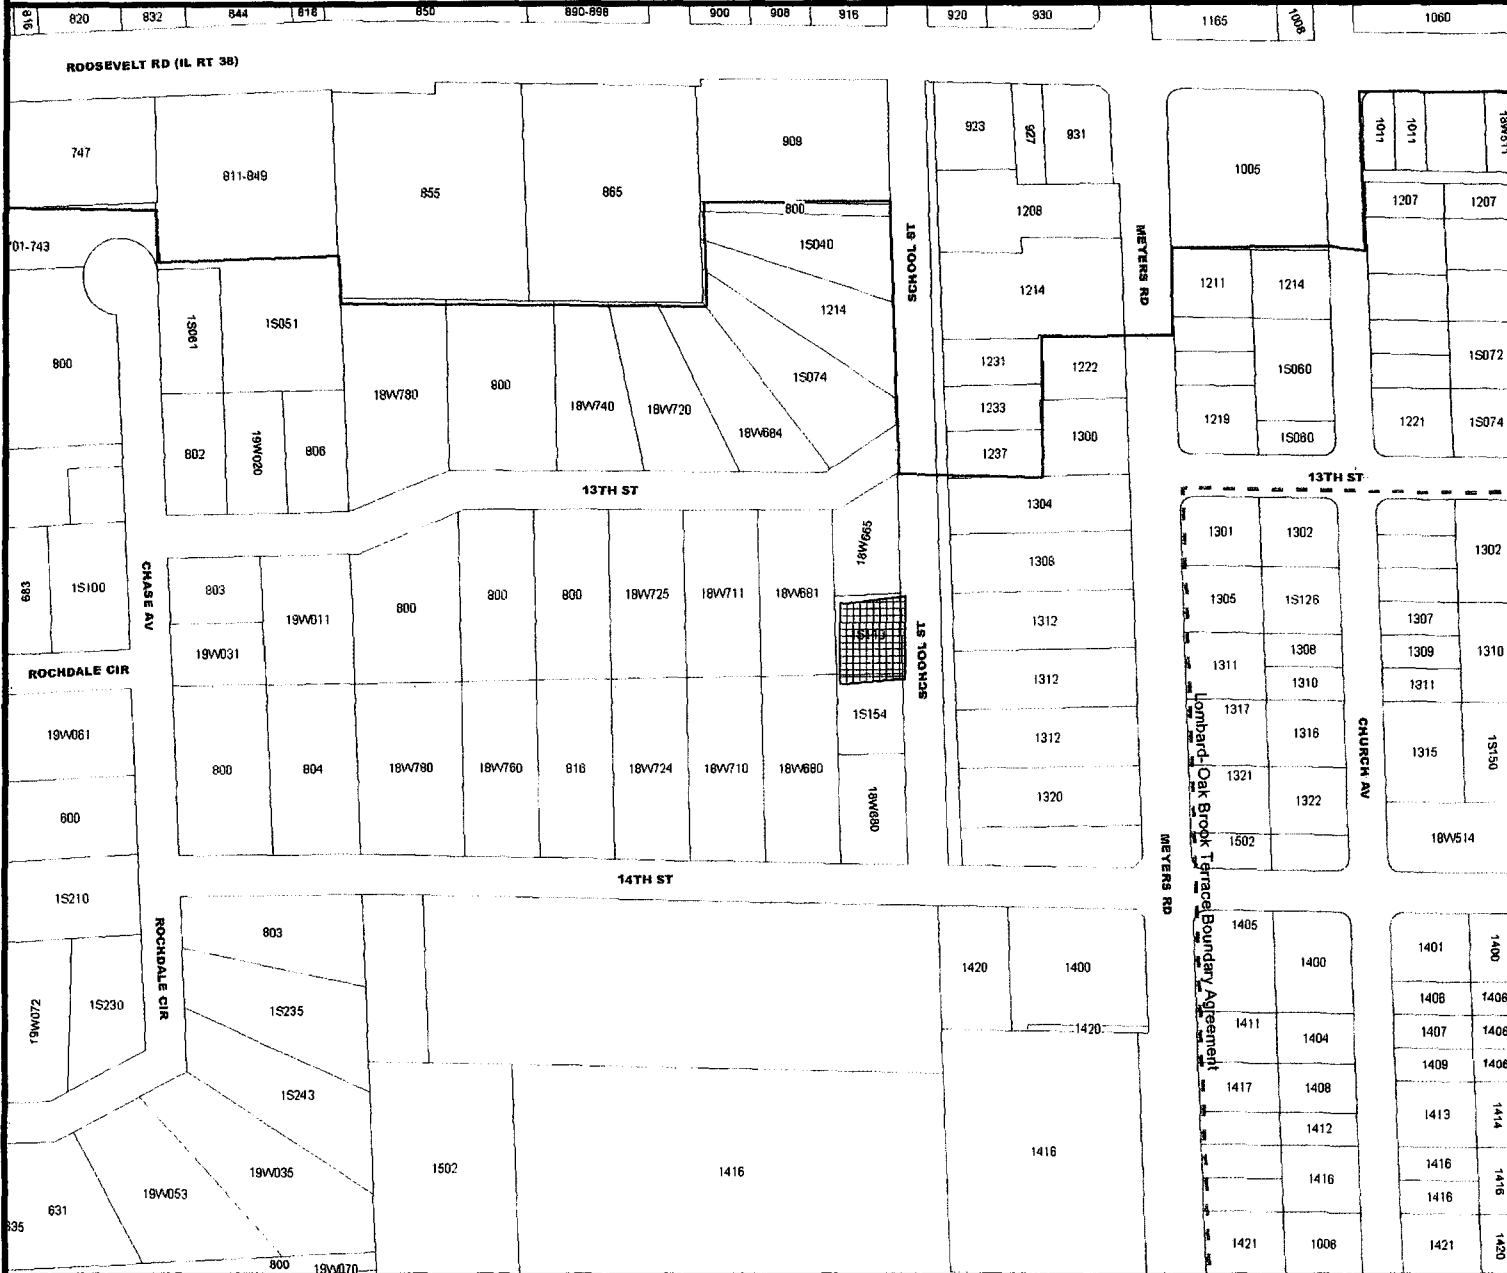 816 820 832 844 818 850 890-898 900 908 916 920 930 1165 1008 1060
ROOSEVELT RD (IL RT 38)
747 811-849 855 865 909 923 927 931 1005 1011 1011
01-743 800 1S040 1214 1S074
SCHOOL ST
1208 1214
MEYERS RD
1207 1207
1211 1214
1S061 1S051
800 18W780 800 18W740 18W720 18W684
1231 1222 1S060 1S072
1233 1300 1219 1221 1S074
802 19W020 806 1237 1S080
13TH ST
13TH ST
1304 1301 1302 1302
18W665
683 1S100
CHASE AV
803 19W011 800 800 800 18W725 18W711 18W681
1308 1305 1S126 1307
19W031 1312 1308 1309 1310
SCHOOL ST
1311 1310 1311
ROCHDALE CIR
1312
1S154 1317
19W061 1312 1316 1315 1S150
CHURCH AV
800 804 18W780 18W760 816 18W724 18W710 18W680 18W680
1321 1320 1322
600 1502 18W514
MEYERS RD
Lombard-Oak Brook Terrace Boundary Agreement
14TH ST
1S210
ROCHDALE CIR
803 1420 1400 1405 1400 1401 1400
19W072 1S230 1S235
1408 1406
1420 1411 1404 1407 1406
1409 1406
1S243 1417 1408 1413 1414
1412
19W035 1502 1416 1416 1416 1416 1416
19W053 1416
631 335
1421 1006 1421 1420
800 19W070